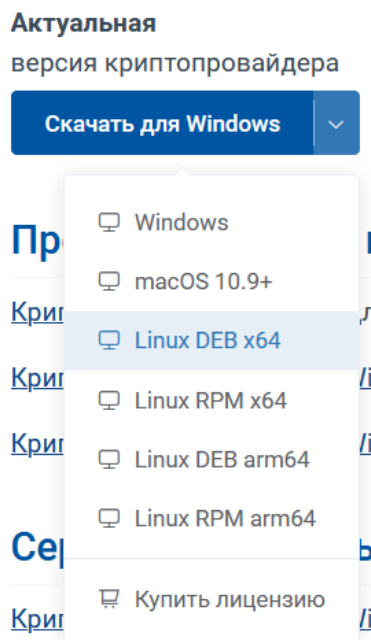 Актуальная
версия криптопровайдера
Скачать для Windows
Windows
macOS 10.9+
Linux DEB x64
Linux RPM x64
Linux DEB arm64
Linux RPM arm64
Купить лицензию